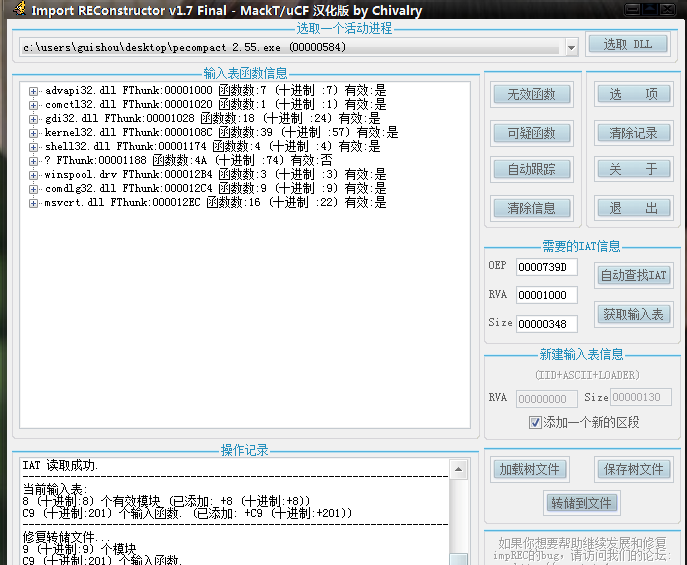 Import REConstructor v1.7 Final - MackT/uCF 汉化版 by Chivalry
选取一个活动进程
c:\users\guishou\desktop\pecompact 2.55.exe (00000584)
选取 DLL
输入表函数信息
advapi32.dll FThunk:00001000 函数数:7 (十进制 :7) 有效:是
comctl32.dll FThunk:00001020 函数数:1 (十进制 :1) 有效:是
gdi32.dll FThunk:00001028 函数数:18 (十进制 :24) 有效:是
kernel32.dll FThunk:0000108C 函数数:39 (十进制 :57) 有效:是
shell32.dll FThunk:00001174 函数数:4 (十进制 :4) 有效:是
? FThunk:00001188 函数数:4A (十进制 :74) 有效:否
winspool.drv FThunk:000012B4 函数数:3 (十进制 :3) 有效:是
comdlg32.dll FThunk:000012C4 函数数:9 (十进制 :9) 有效:是
msvcrt.dll FThunk:000012EC 函数数:16 (十进制 :22) 有效:是
无效函数
选 项
可疑函数
清除记录
自动跟踪
关 于
清除信息
退 出
需要的IAT信息
OEP 0000739D
自动查找IAT
RVA 00001000
获取输入表
Size 00000348
新建输入表信息
(IID+ASCII+LOADER)
RVA 00000000 Size 00000130
添加一个新的区段
操作记录
IAT 读取成功.
当前输入表:
8 (十进制:8) 个有效模块 (已添加: +8 (十进制:+8))
C9 (十进制:201) 个输入函数. (已添加: +C9 (十进制:+201))
修复转储文件...
9 (十进制:9) 个模块
C9 (十进制:201) 个输入函数.
加载树文件
保存树文件
转储到文件
如果你想要帮助继续发展和修复
impREC的bug, 请访问我们的论坛: